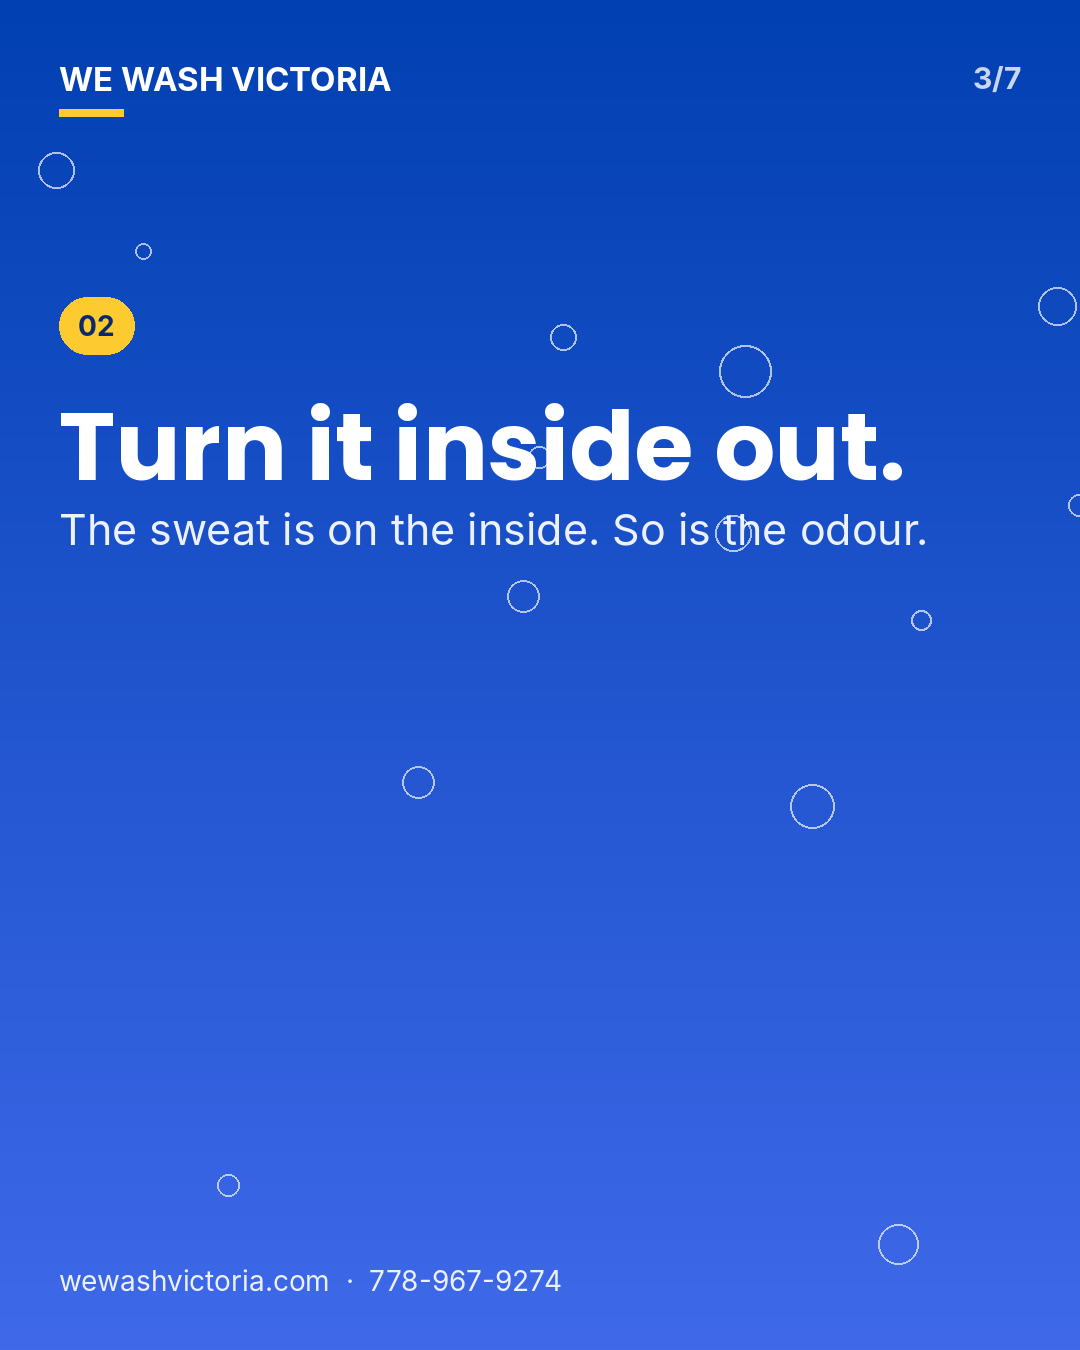 WE WASH VICTORIA
3/7
02
Turn it inside out.
The sweat is on the inside. So is the odour.
wewashvictoria.com · 778-967-9274